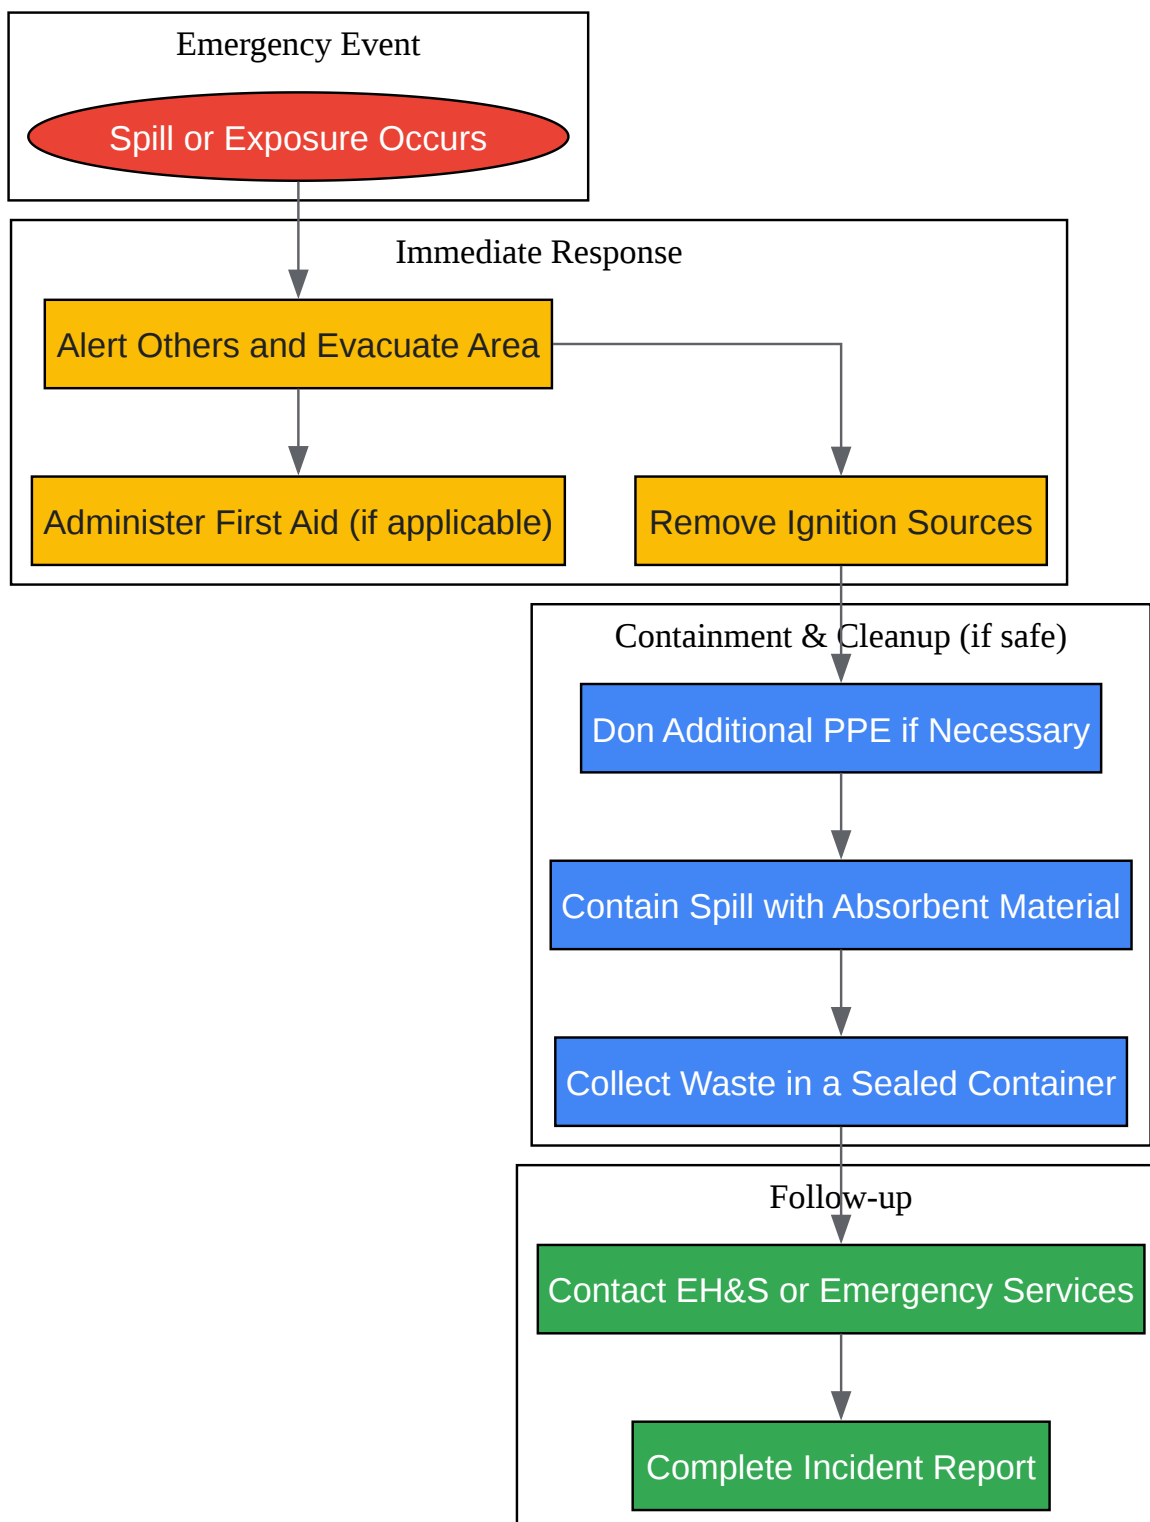 Emergency Event
Spill or Exposure Occurs
Immediate Response
Alert Others and Evacuate Area
Administer First Aid (if applicable)
Remove Ignition Sources
Containment & Cleanup (if safe)
Don Additional PPE if Necessary
Contain Spill with Absorbent Material
Collect Waste in a Sealed Container
Follow-up
Contact EH&S or Emergency Services
Complete Incident Report